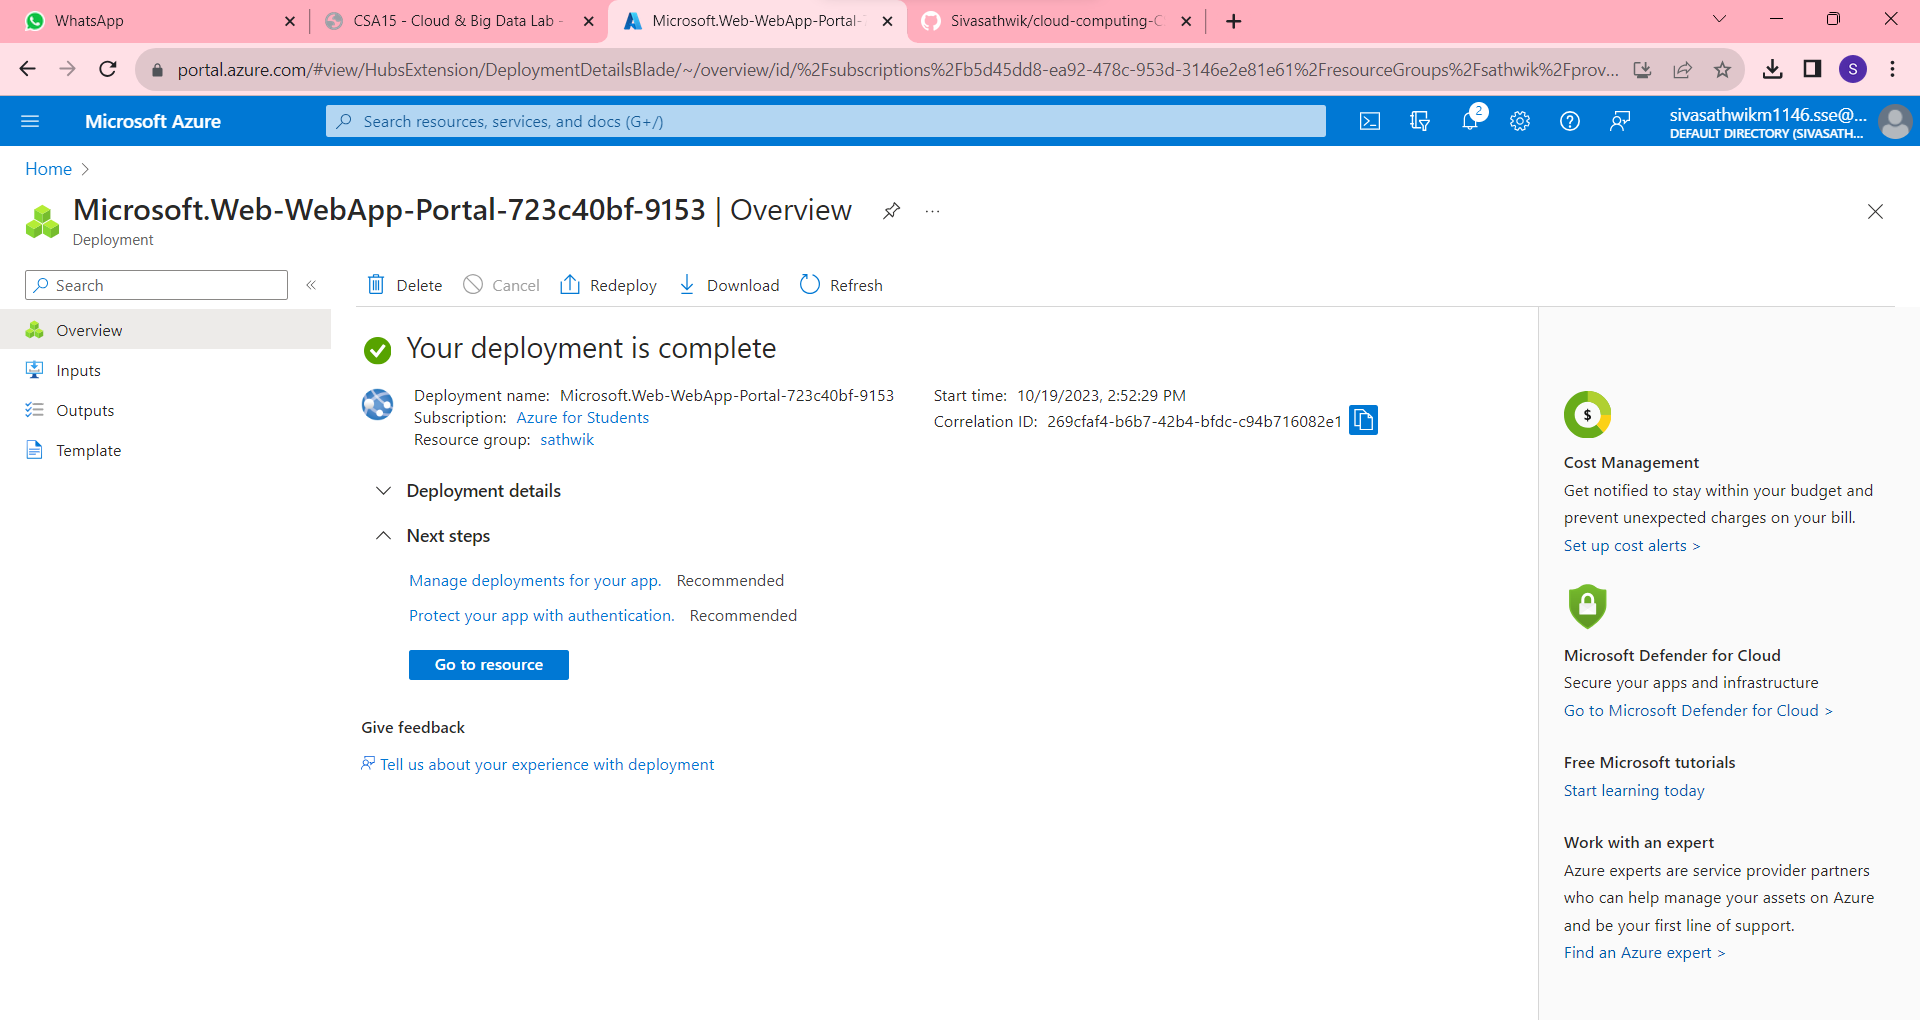 WhatsApp
CSA15 - Cloud & Big Data Lab -
Microsoft.Web-WebApp-Portal-
Sivasathwik/cloud-computing-C
portal.azure.com/#view/HubsExtension/DeploymentDetailsBlade/~/overview/id/%2Fsubscriptions%2Fb5d45dd8-ea92-478c-953d-3146e2e81e61%2FresourceGroups%2Fsathwik%2Fprov...
S
Microsoft Azure
Search resources, services, and docs (G+/)
2
sivasathwikm1146.sse@...
DEFAULT DIRECTORY (SIVASATH...
Home
Microsoft.Web-WebApp-Portal-723c40bf-9153 | Overview
Deployment
Search
Delete
Cancel
Redeploy
Download
Refresh
Overview
Inputs
Outputs
Template
Your deployment is complete
Deployment name: Microsoft.Web-WebApp-Portal-723c40bf-9153
Subscription: Azure for Students
Resource group: sathwik
Start time: 10/19/2023, 2:52:29 PM
Correlation ID: 269cfaf4-b6b7-42b4-bfdc-c94b716082e1
Deployment details
Next steps
Manage deployments for your app. Recommended
Protect your app with authentication. Recommended
Go to resource
Give feedback
Tell us about your experience with deployment
$
Cost Management
Get notified to stay within your budget and
prevent unexpected charges on your bill.
Set up cost alerts >
Microsoft Defender for Cloud
Secure your apps and infrastructure
Go to Microsoft Defender for Cloud >
Free Microsoft tutorials
Start learning today
Work with an expert
Azure experts are service provider partners
who can help manage your assets on Azure
and be your first line of support.
Find an Azure expert >